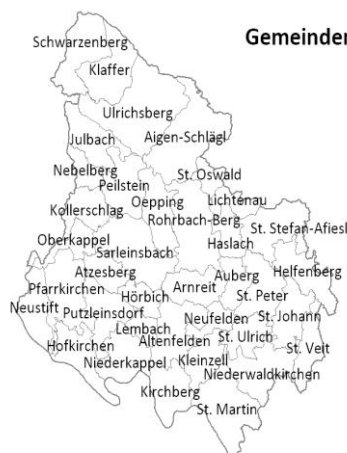 Gemeinden
Schwarzenberg
Klaffer
Ulrichsberg
Julbach
Aigen-Schlägl
Nebelberg
St. Oswald
Peilstein
Oepping
Lichtenau
Kollerschlag
Rohrbach-Berg
St. Stefan-Afiesl
Oberkappel
Haslach
Sarleinsbach
Atzesberg
Auberg
Helfenberg
Pfarrkirchen
Arnreit
Hörbich
St. Peter
Neustift
Putzleinsdorf
Neufelden
St. Johann
Lembach
Hofkirchen
Altenfelden
St. Ulrich
St. Veit
Niederkappel
Kleinzell
Niederwaldkirchen
Kirchberg
St. Martin